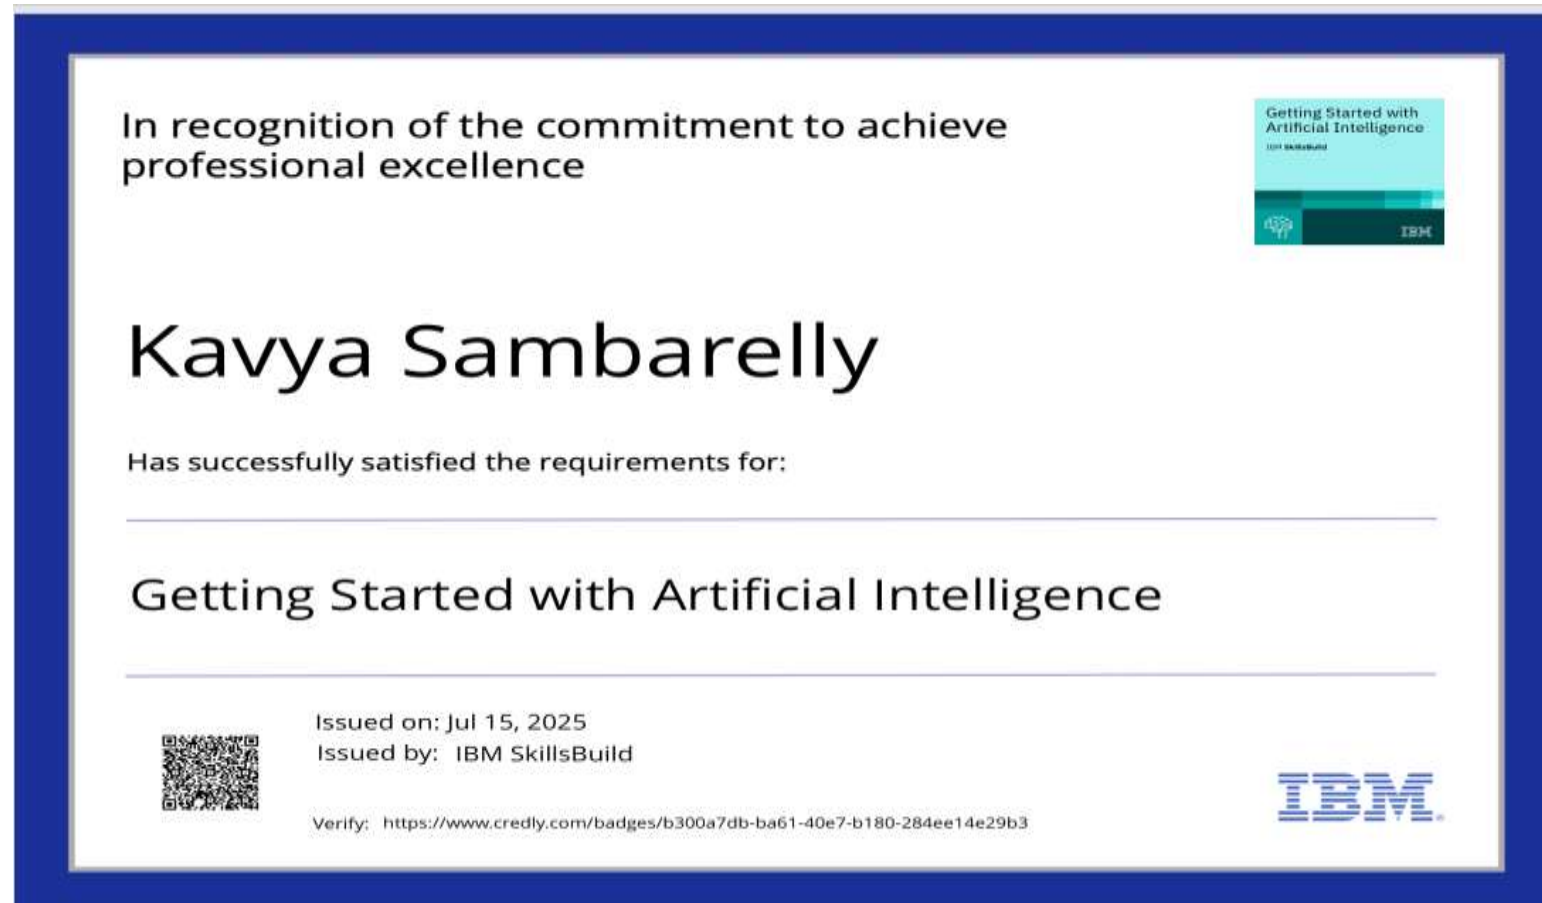 In recognition of the commitment to achieve
professional excellence
Getting Started with
Artificial Intelligence
IBM SkillsBuild
IBM
Kavya Sambarelly
Has successfully satisfied the requirements for:
Getting Started with Artificial Intelligence
Issued on: Jul 15, 2025
Issued by: IBM SkillsBuild
Verify: https://www.credly.com/badges/b300a7db-ba61-40e7-b180-284ee14e29b3
IBM®